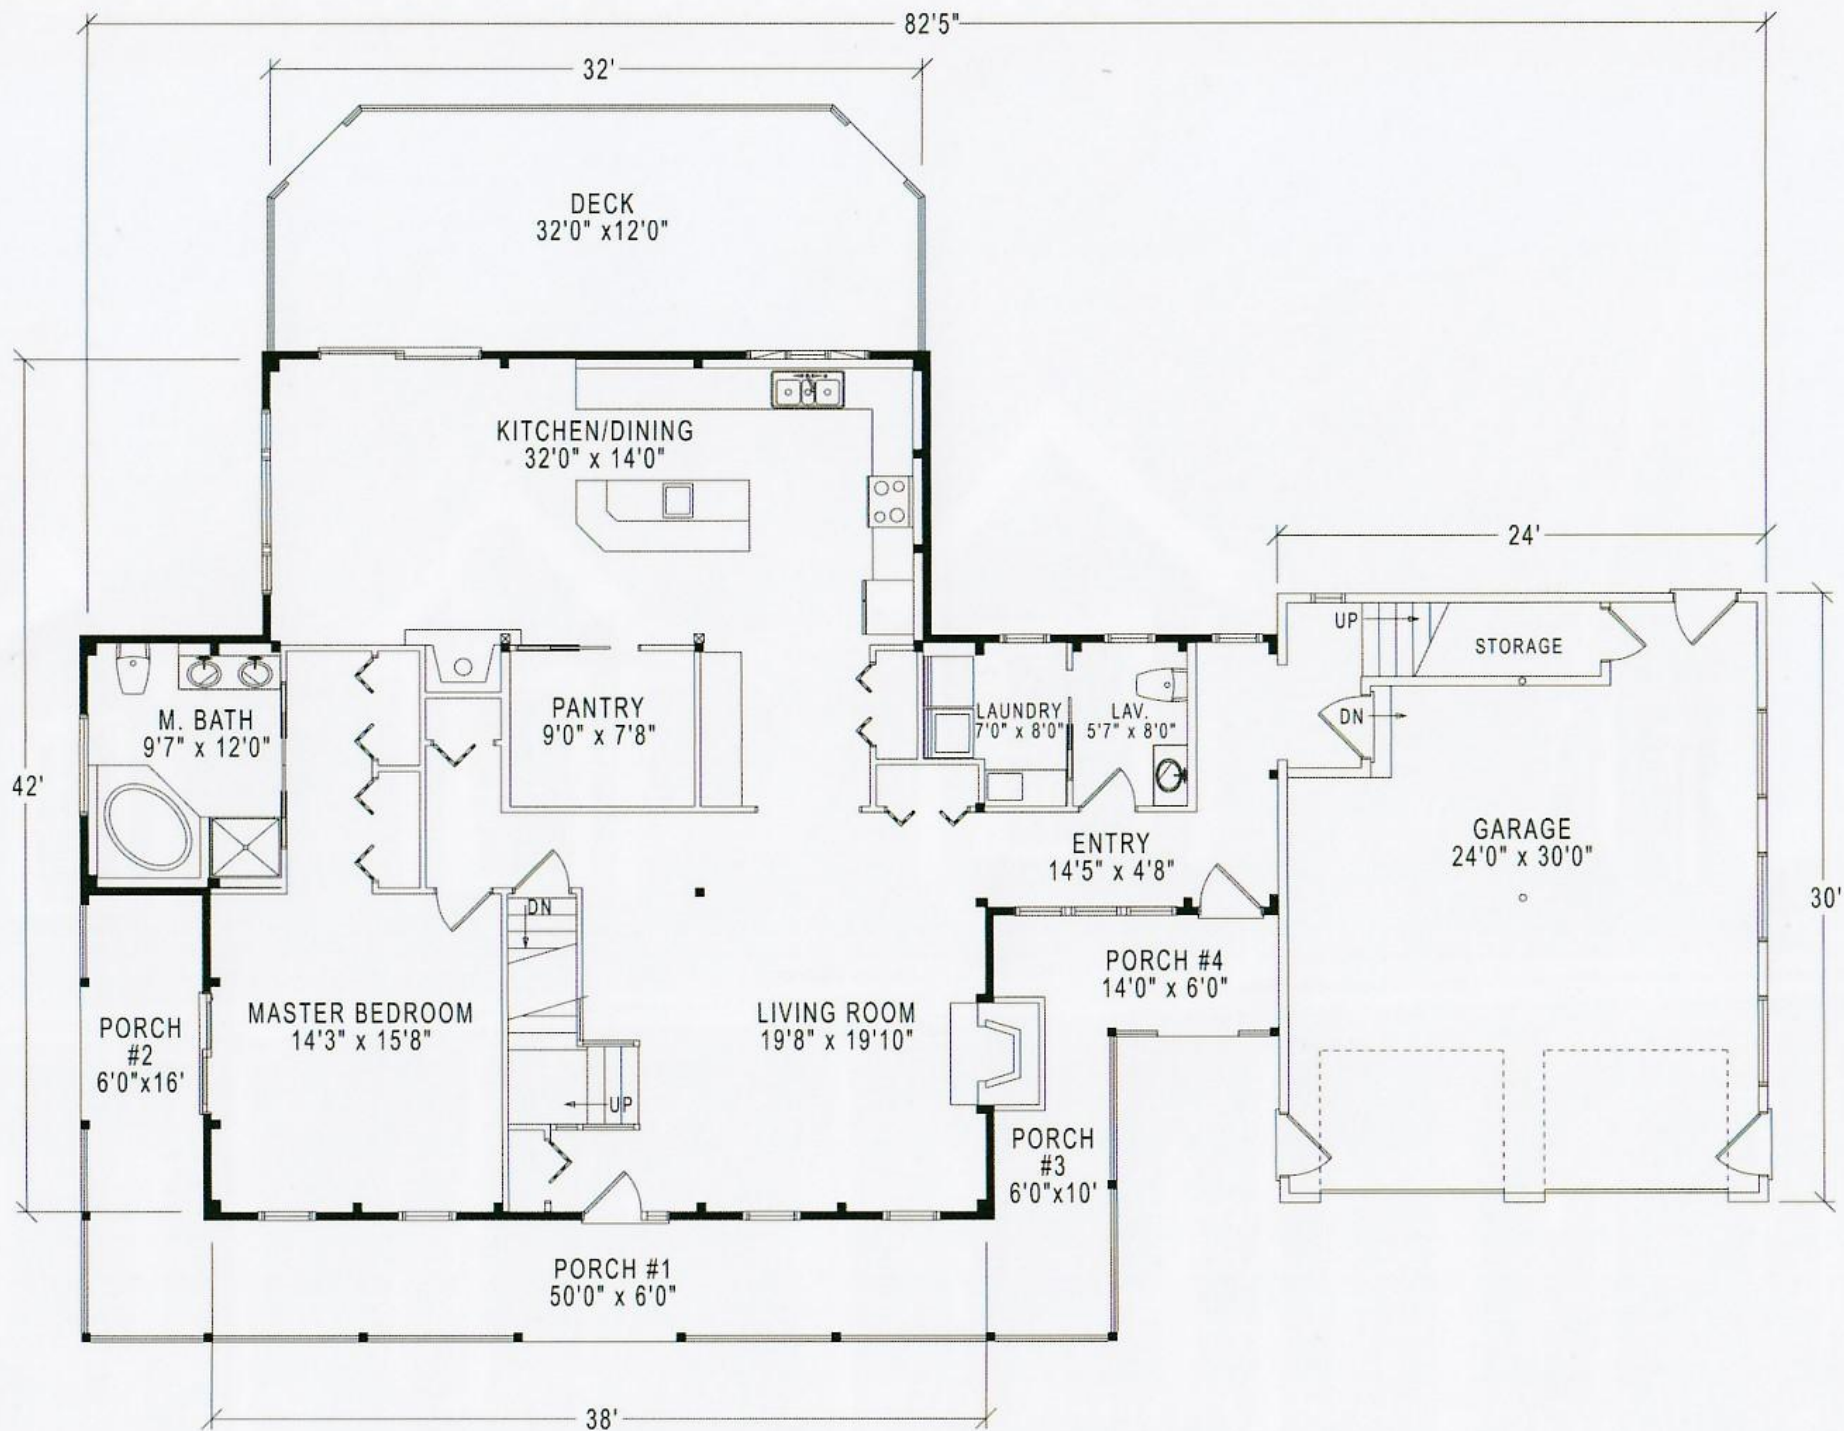 82'5"
32'
DECK
32'0" x12'0"
KITCHEN/DINING
32'0" x 14'0"
24'
UP
STORAGE
M. BATH
9'7" x 12'0"
PANTRY
9'0" x 7'8"
LAUNDRY
7'0" x 8'0"
LAV.
5'7" x 8'0"
DN
42'
ENTRY
14'5" x 4'8"
GARAGE
24'0" x 30'0"
30'
DN
PORCH #4
14'0" x 6'0"
MASTER BEDROOM
14'3" x 15'8"
LIVING ROOM
19'8" x 19'10"
PORCH
#2
6'0"x16'
UP
PORCH
#3
6'0"x10'
PORCH #1
50'0" x 6'0"
38'